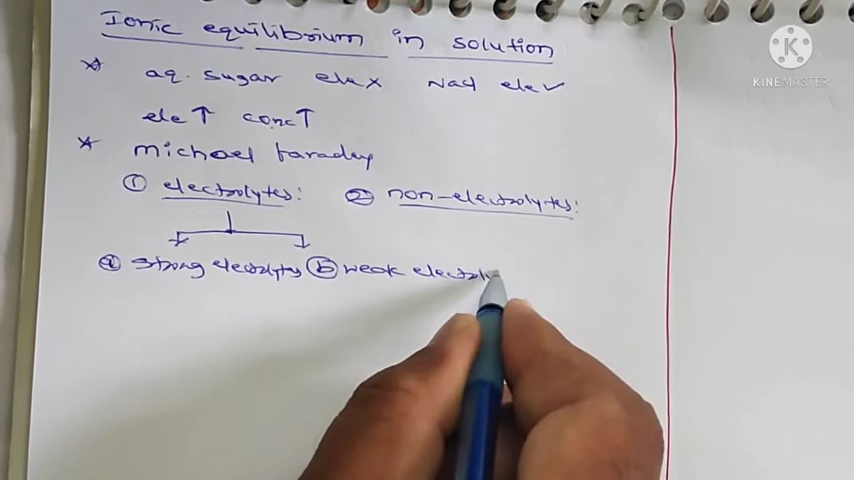 Ionic equilibrium in solution
* aq. sugar ele x Nacl ele ✓
ele ↑ conc ↑
* michael faraday
① electrolytes: ② non-electrolytes:
ⓐ strong electrolytes ⓑ weak electroly
KINEMASTER